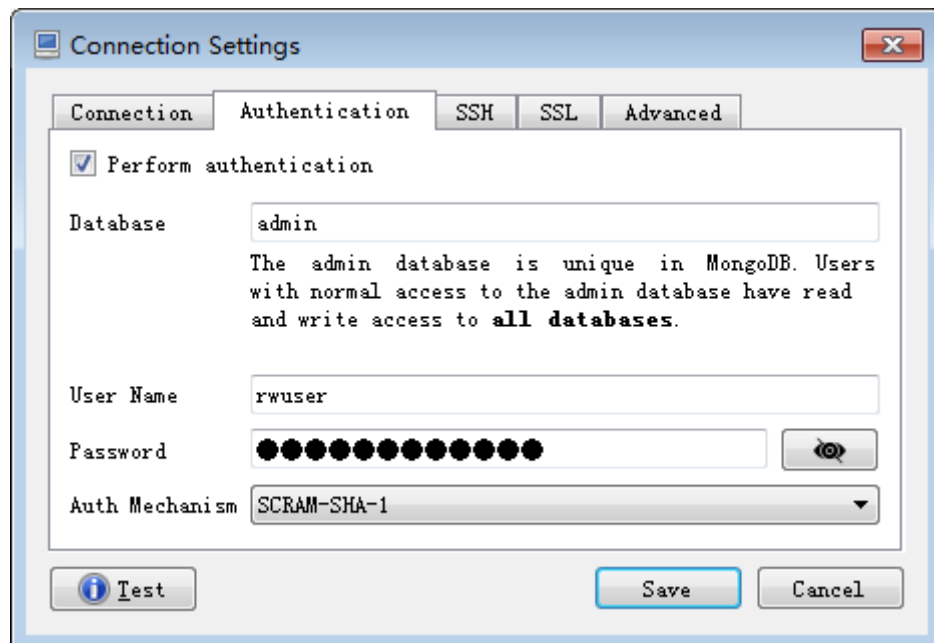 Connection Settings
Connection Authentication SSH SSL Advanced
Perform authentication
Database admin
The admin database is unique in MongoDB. Users
with normal access to the admin database have read
and write access to all databases.
User Name rwuser
Password ●●●●●●●●●●●●
Auth Mechanism SCRAM-SHA-1
Test Save Cancel